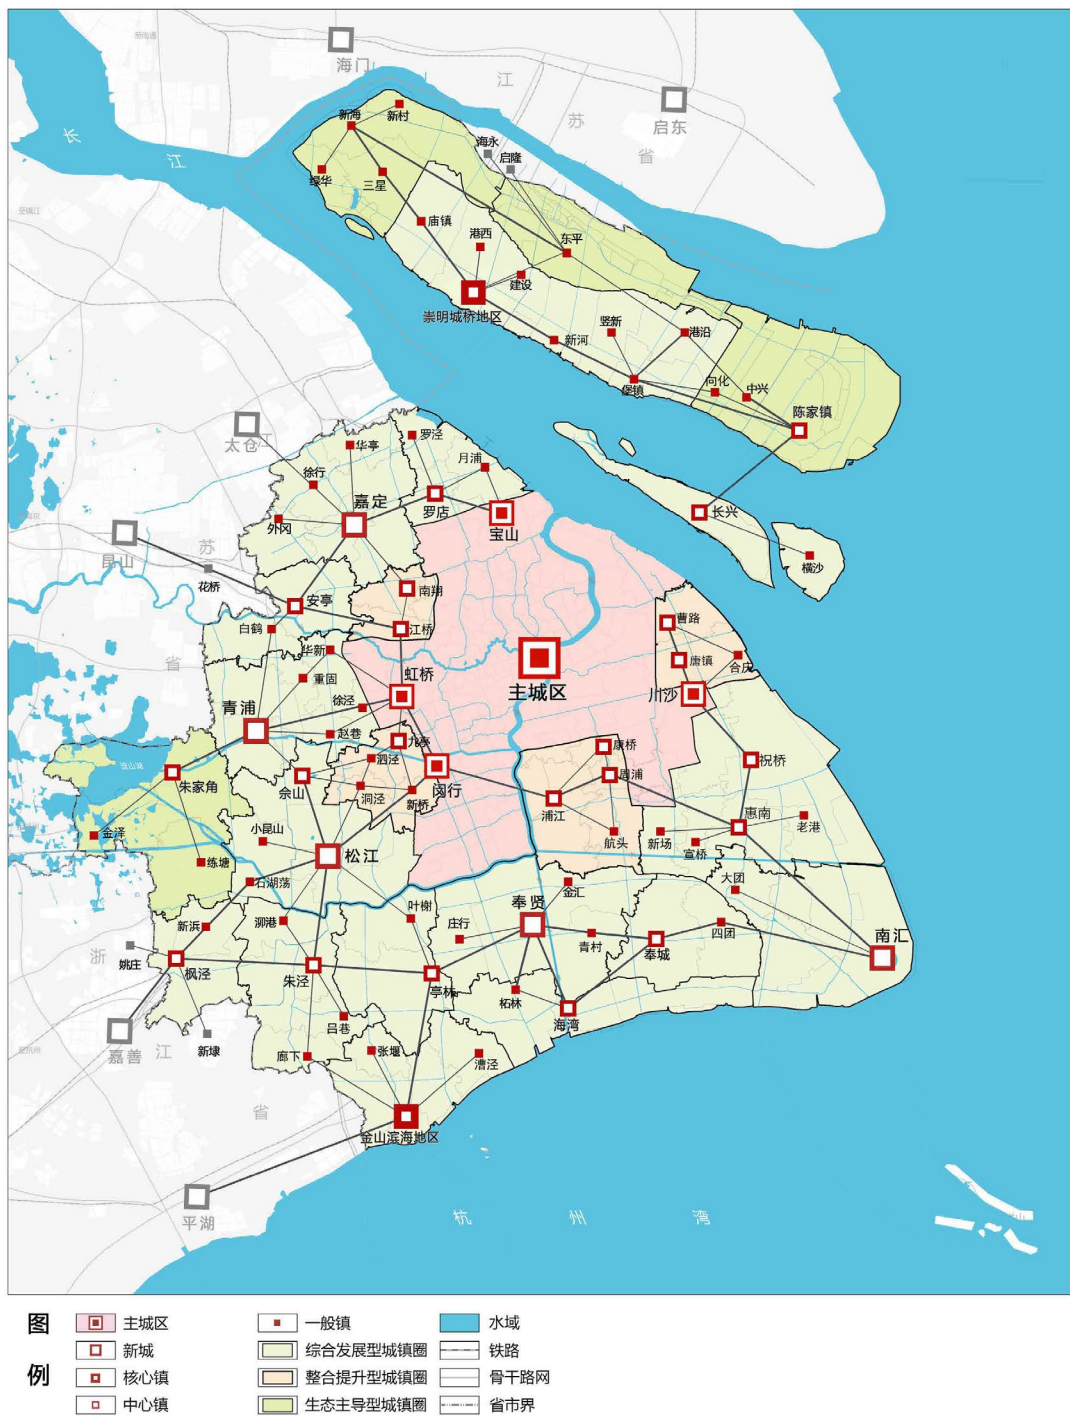 至南通
海门
江
苏
省
启东
长
江
新海
新村
海永
启隆
绿华
三星
庙镇
港西
东平
建设
崇明城桥地区
新河
竖新
港沿
堡镇
向化
中兴
陈家镇
至镇江
太仓
江
华亭
罗泾
徐行
月浦
嘉定
罗店
外冈
宝山
长兴
横沙
昆山
苏
花桥
安亭
南翔
江桥
白鹤
曹路
唐镇
合庆
省
华新
虹桥
重固
主城区
川沙
徐泾
青浦
赵巷
九亭
康桥
泗泾
朱家角
佘山
周浦
祝桥
洞泾
新桥
闵行
浦江
惠南
老港
金泽
小昆山
航头
新场
宣桥
松江
练塘
石湖荡
大团
金汇
叶榭
奉贤
新浜
泖港
庄行
四团
南汇
青村
奉城
浙
姚庄
枫泾
朱泾
亭林
柘林
海湾
吕巷
嘉善
江
新埭
廊下
张堰
漕泾
至杭州
省
金山滨海地区
平湖
杭
州
湾
图
例
主城区
新城
核心镇
中心镇
一般镇
综合发展型城镇圈
整合提升型城镇圈
生态主导型城镇圈
水域
铁路
骨干路网
省市界